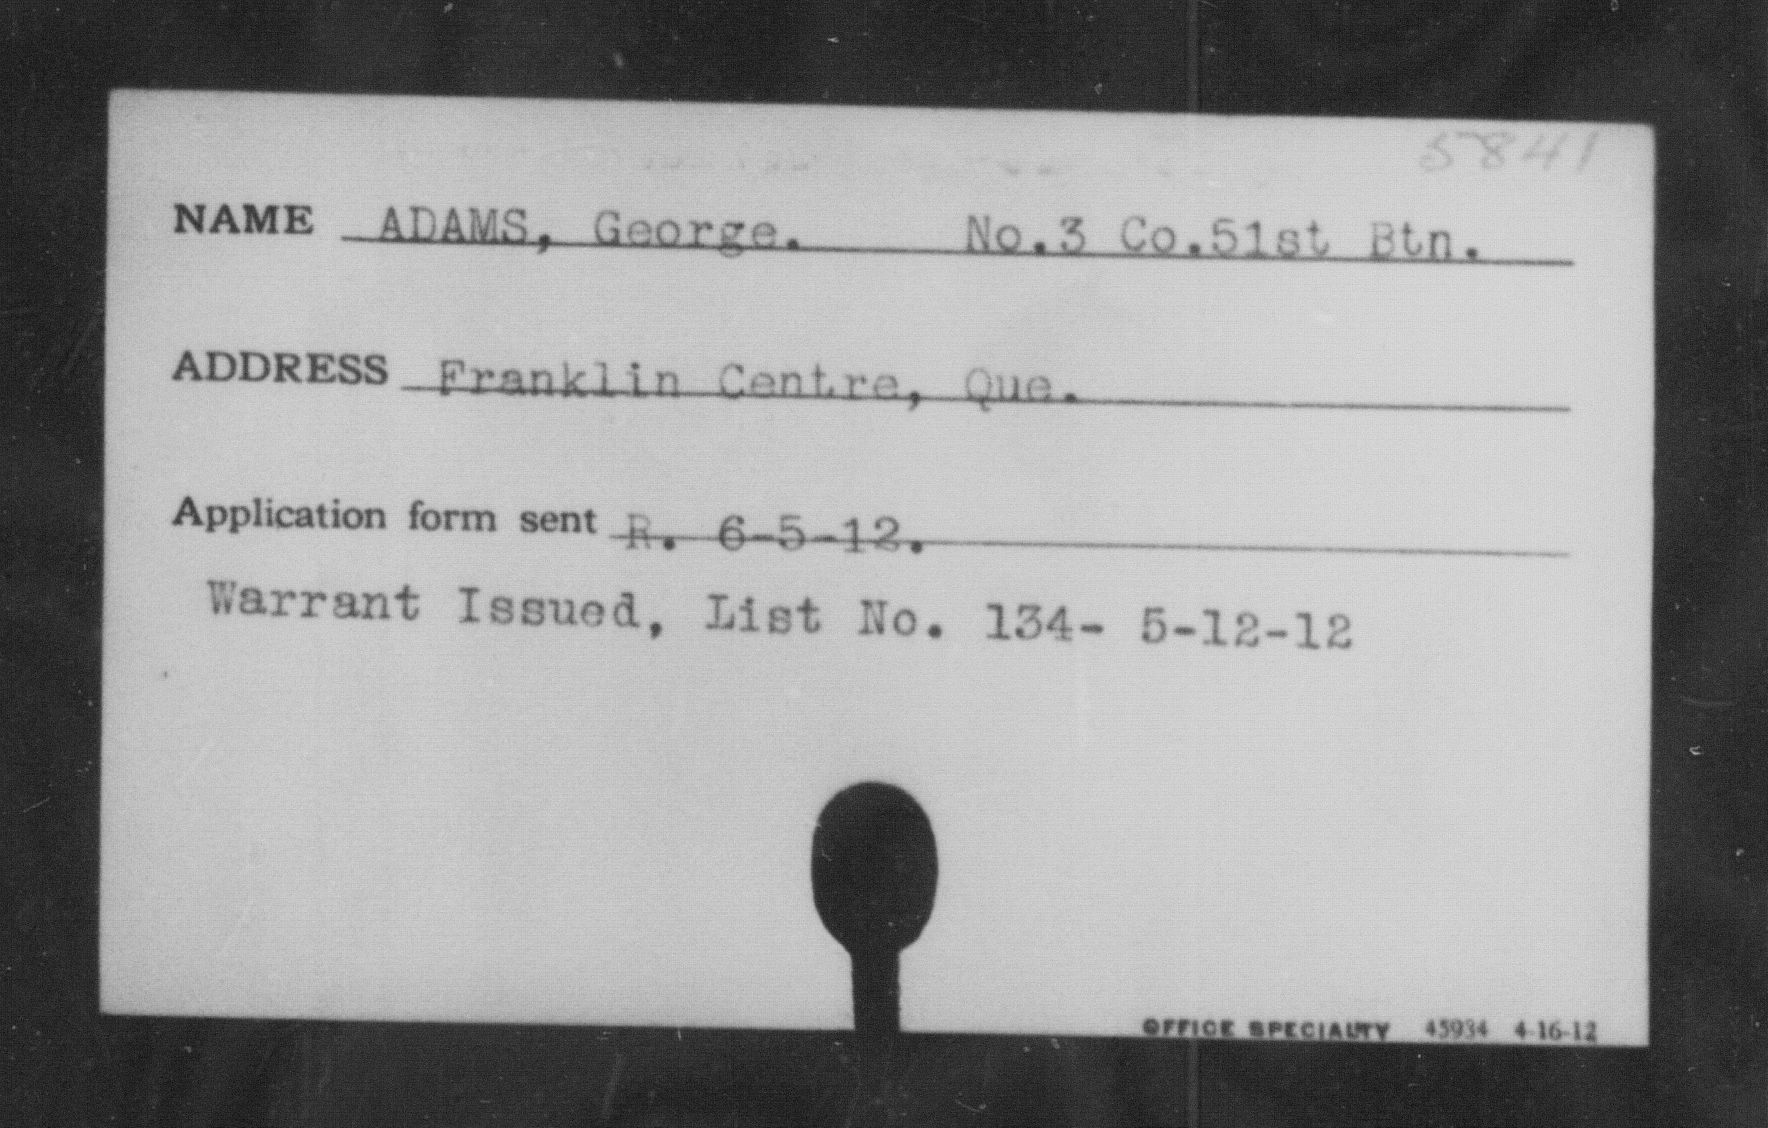 5841
NAME ADAMS, George. No.3 Co.51st Btn.
ADDRESS Franklin Centre, Que.
Application form sent R. 6-5-12.
Warrant Issued, List No. 134- 5-12-12
OFFICE SPECIALTY 45934 4-16-12